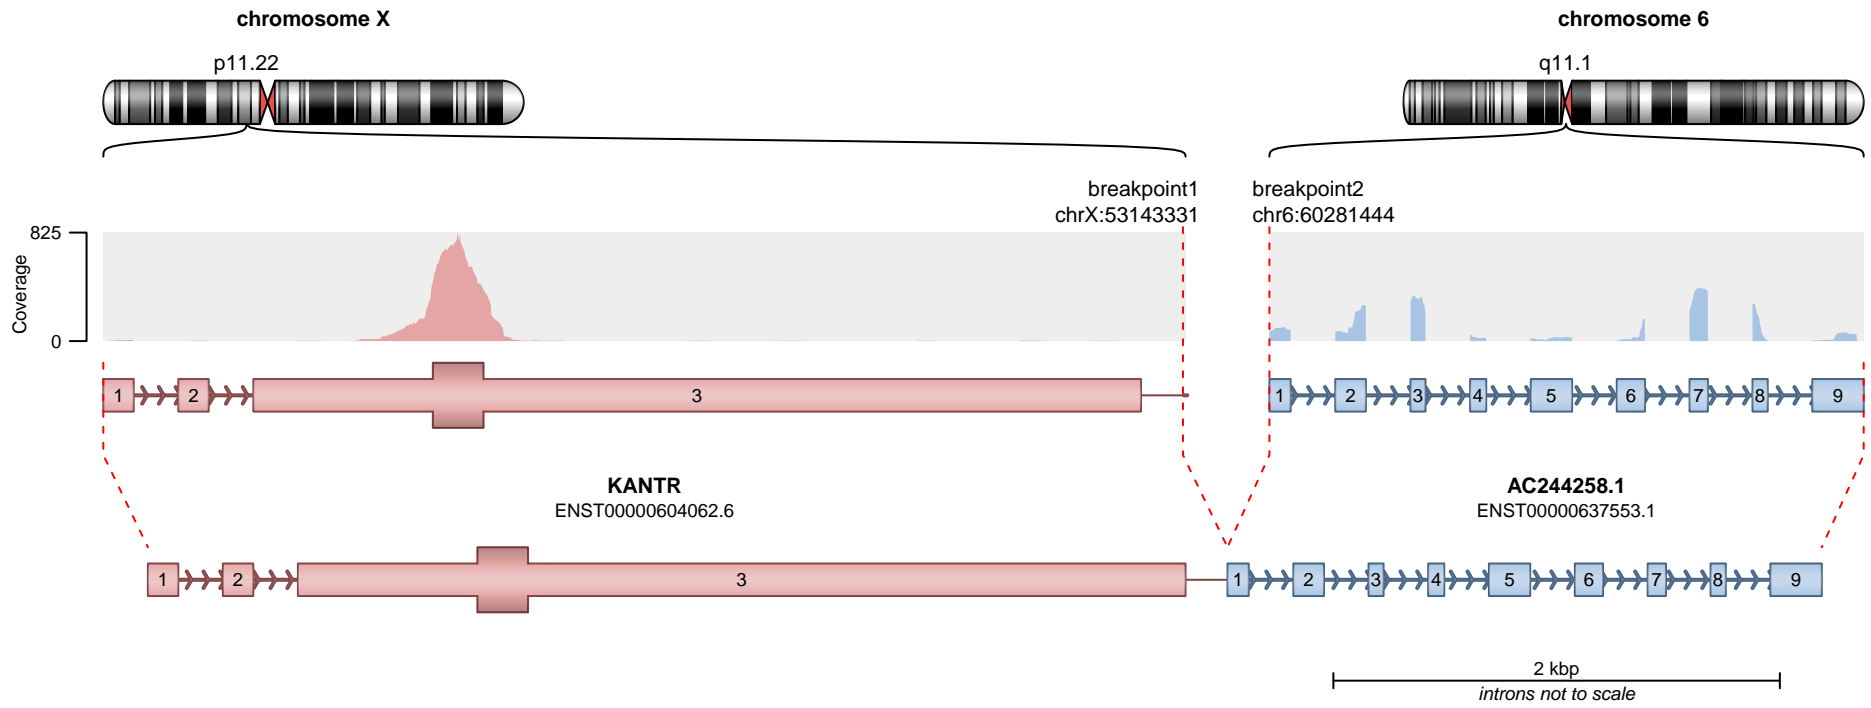 chromosome X
chromosome 6
p11.22
q11.1
breakpoint1
chrX:53143331
breakpoint2
chr6:60281444
825
0
Coverage
1 2 3
1 2 3 4 5 6 7 8 9
KANTR
ENST00000604062.6
AC244258.1
ENST00000637553.1
1 2 3 1 2 3 4 5 6 7 8 9
2 kbp
introns not to scale